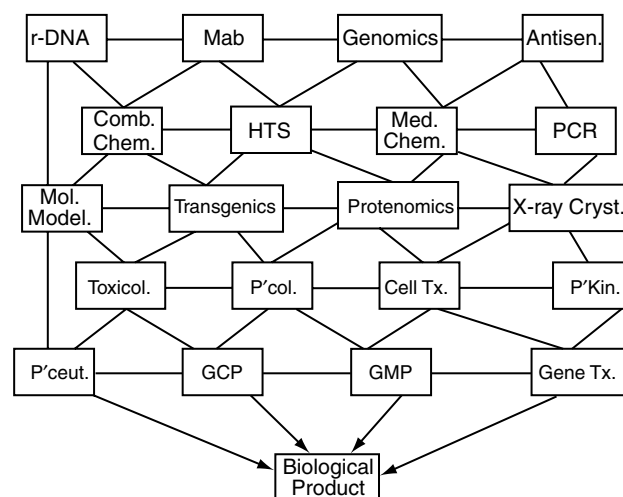 r-DNA
Mab
Genomics
Antisen.
Comb.
Chem.
HTS
Med.
Chem.
PCR
Mol.
Model.
Transgenics
Protenomics
X-ray Cryst.
Toxicol.
P′col.
Cell Tx.
P′Kin.
P′ceut.
GCP
GMP
Gene Tx.
Biological
Product